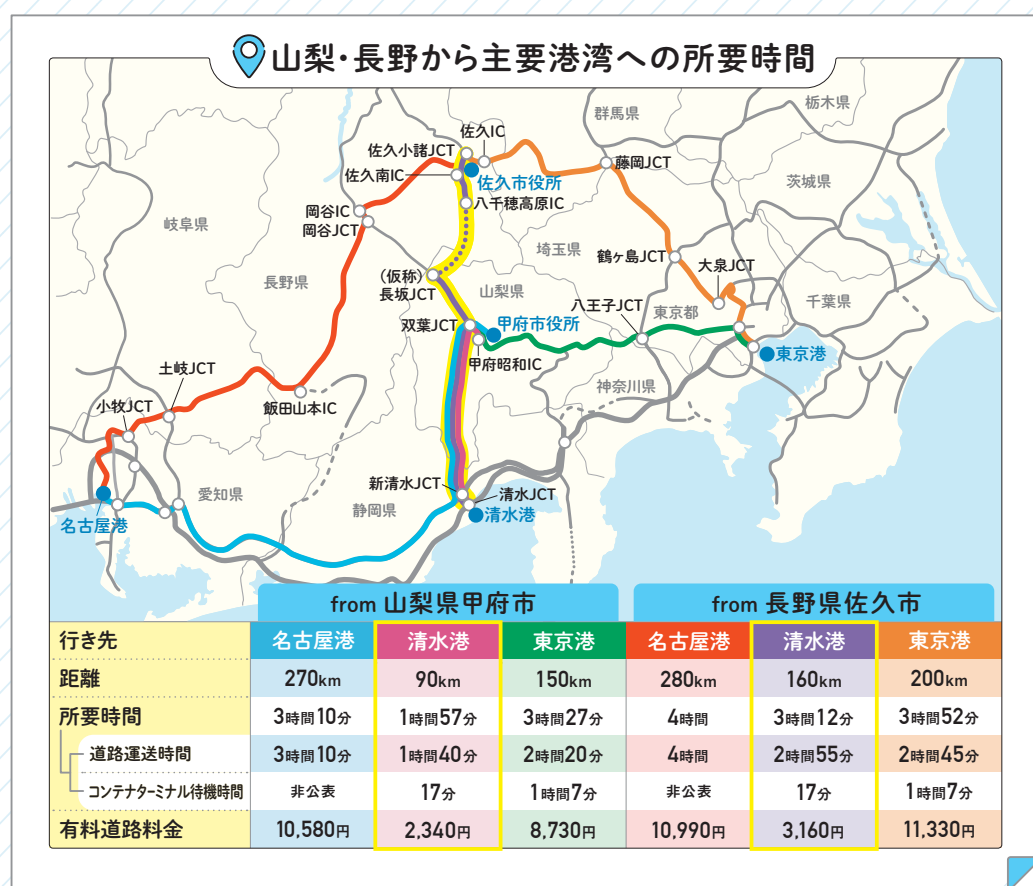 山梨・長野から主要港湾への所要時間
栃木県
群馬県
佐久IC
佐久小諸JCT
藤岡JCT
佐久南IC
佐久市役所
茨城県
八千穂高原IC
岡谷IC
岡谷JCT
岐阜県
埼玉県
鶴ヶ島JCT
大泉JCT
長野県
(仮称)
長坂JCT
山梨県
八王子JCT
東京都
千葉県
双葉JCT
甲府市役所
東京港
甲府昭和IC
土岐JCT
神奈川県
小牧JCT
飯田山本IC
新清水JCT
清水JCT
愛知県
静岡県
清水港
名古屋港
from 山梨県甲府市 from 長野県佐久市
行き先 名古屋港 清水港 東京港 名古屋港 清水港 東京港
距離 270km 90km 150km 280km 160km 200km
所要時間 3時間10分 1時間57分 3時間27分 4時間 3時間12分 3時間52分
道路運送時間 3時間10分 1時間40分 2時間20分 4時間 2時間55分 2時間45分
コンテナターミナル待機時間 非公表 17分 1時間7分 非公表 17分 1時間7分
有料道路料金 10,580円 2,340円 8,730円 10,990円 3,160円 11,330円